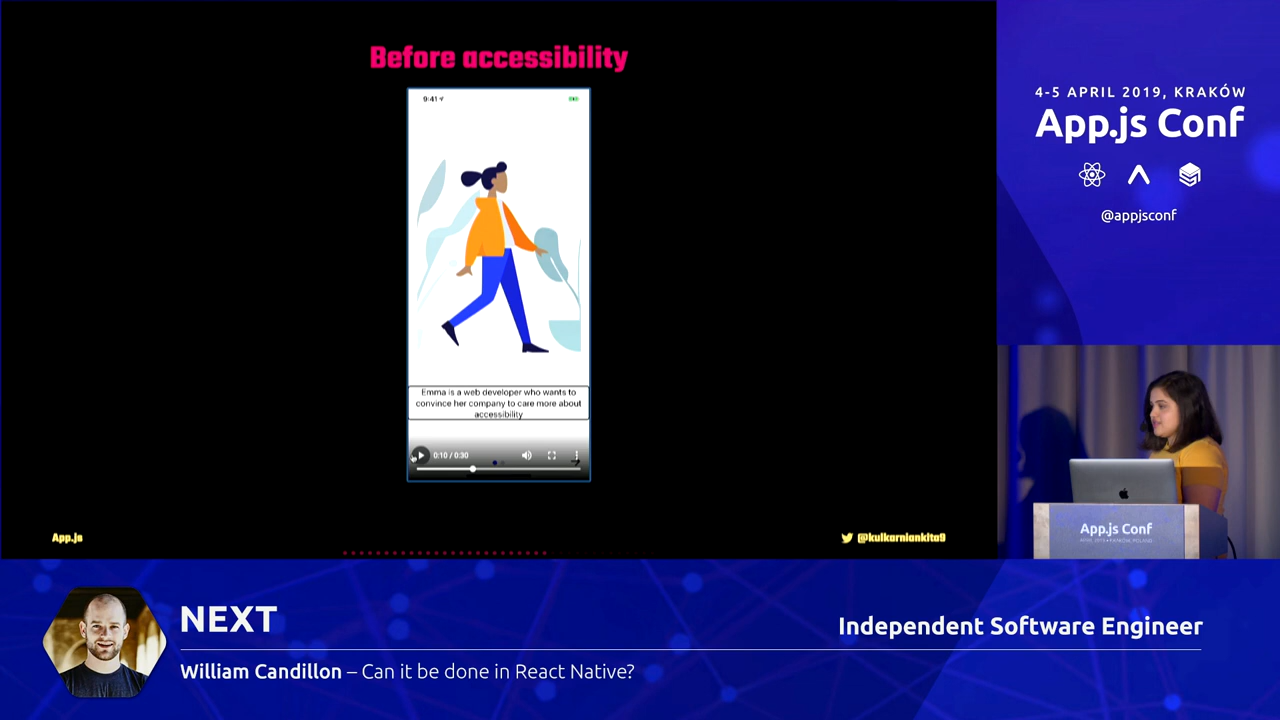 Before accessibility
9:41
Emma is a web developer who wants to
convince her company to care more about
accessibility
0:10 / 0:30
App.js
@kulkarniankita9
4-5 APRIL 2019, KRAKÓW
App.js Conf
@appjsconf
App.js Conf
NEXT
William Candillon – Can it be done in React Native?
Independent Software Engineer